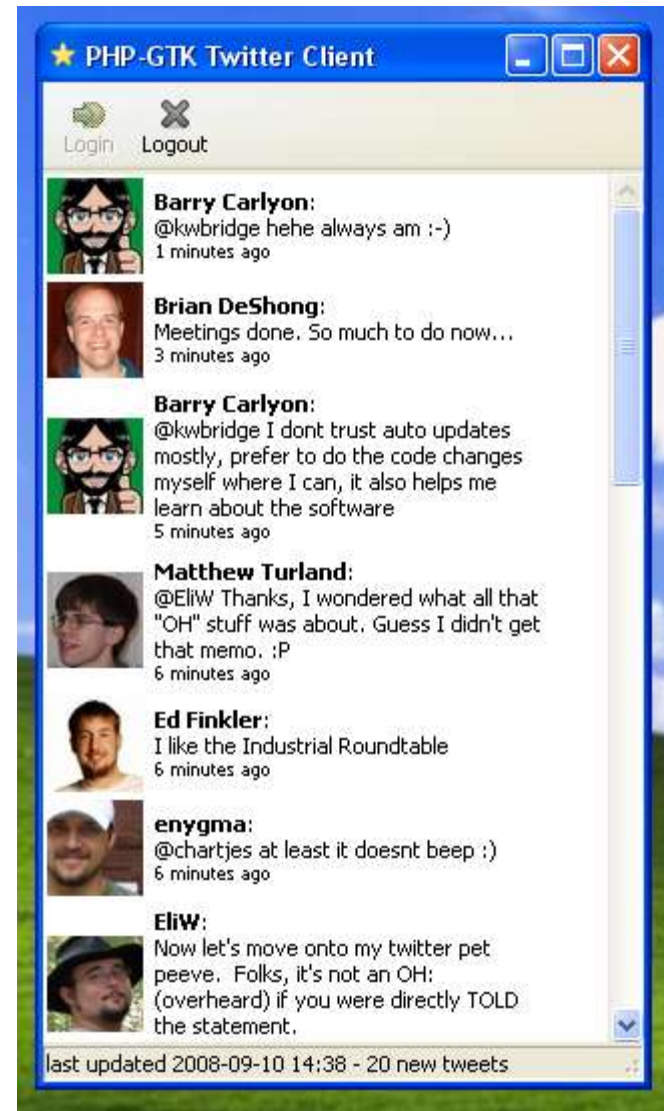 PHP-GTK Twitter Client
Login Logout
Barry Carlyon:
@kwbridge hehe always am :-)
1 minutes ago
Brian DeShong:
Meetings done. So much to do now...
3 minutes ago
Barry Carlyon:
@kwbridge I dont trust auto updates
mostly, prefer to do the code changes
myself where I can, it also helps me
learn about the software
5 minutes ago
Matthew Turland:
@EliW Thanks, I wondered what all that
"OH" stuff was about. Guess I didn't get
that memo. :P
6 minutes ago
Ed Finkler:
I like the Industrial Roundtable
6 minutes ago
enygma:
@chartjes at least it doesnt beep :)
6 minutes ago
EliW:
Now let's move onto my twitter pet
peeve.  Folks, it's not an OH:
(overheard) if you were directly TOLD
the statement.
last updated 2008-09-10 14:38 - 20 new tweets